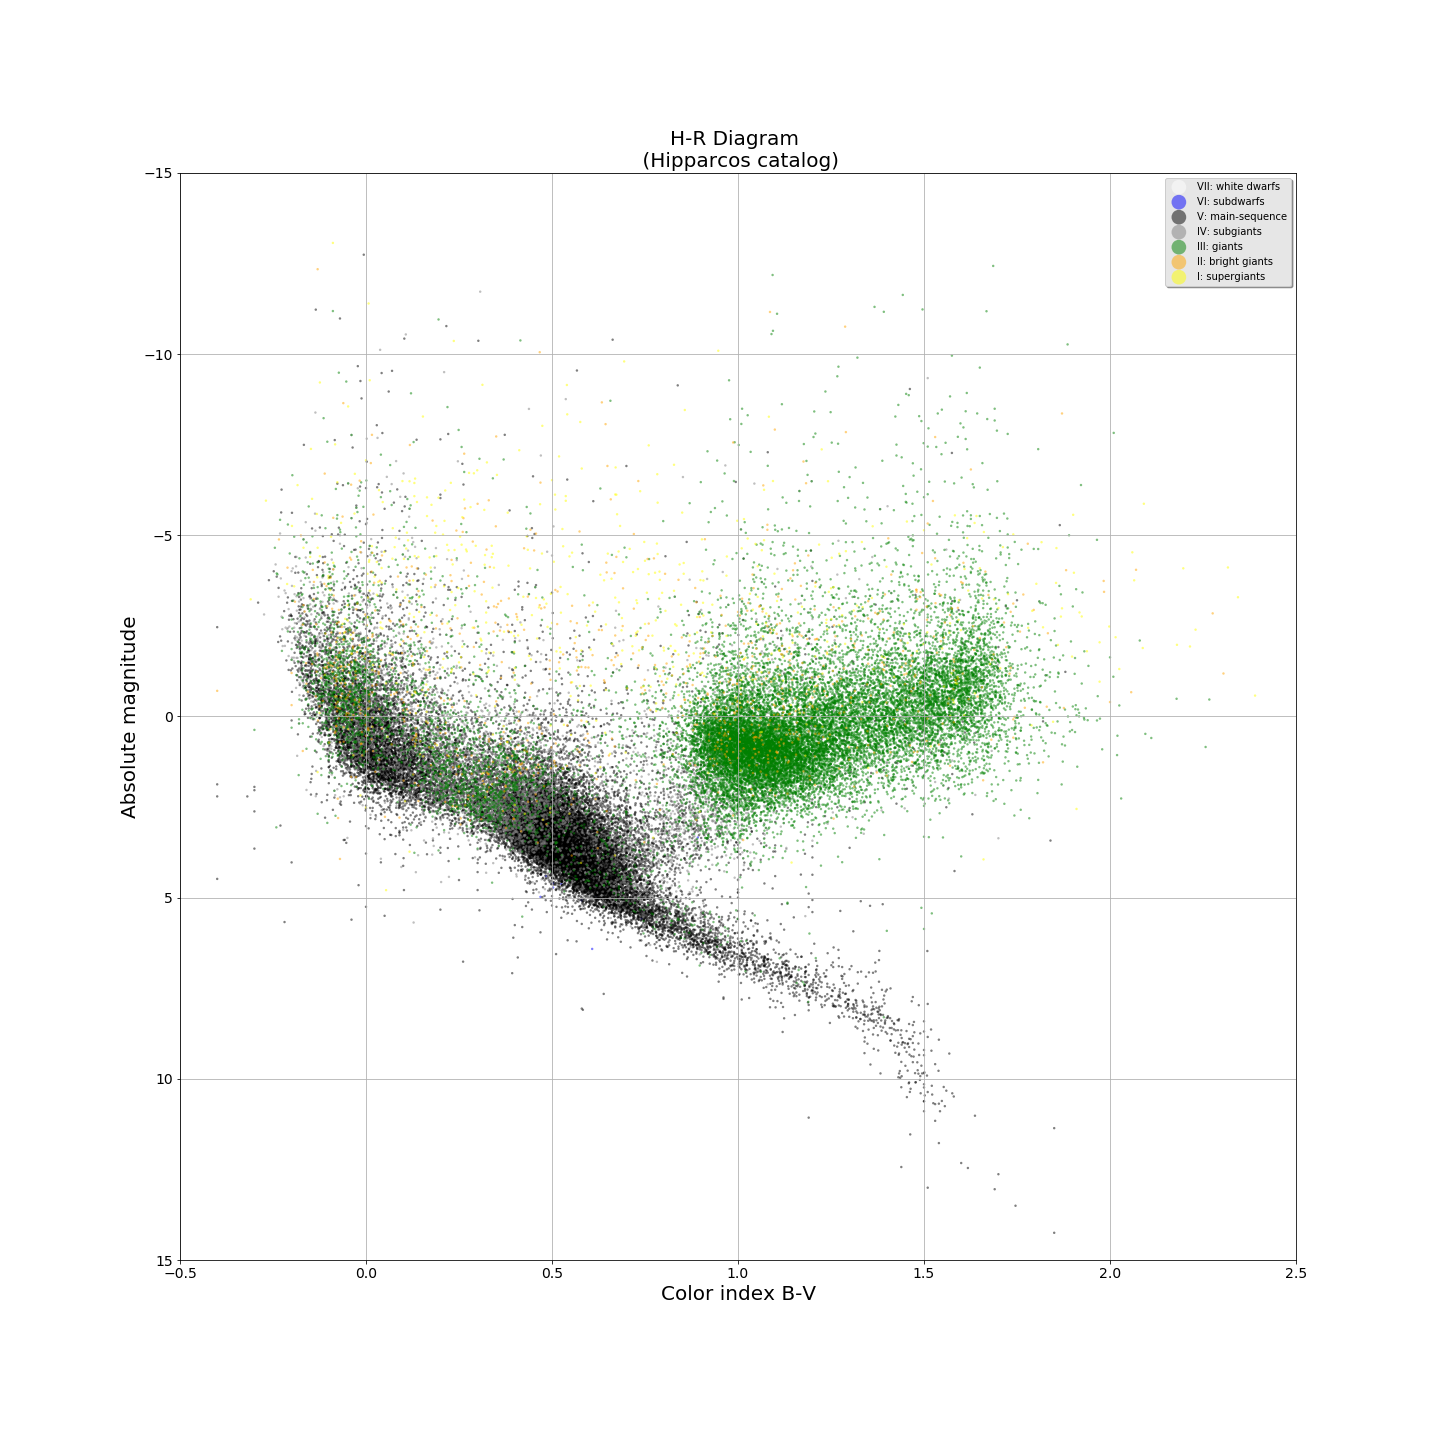 H-R Diagram
(Hipparcos catalog)
−15
−10
−5
0
5
10
15
Absolute magnitude
VII: white dwarfs
VI: subdwarfs
V: main-sequence
IV: subgiants
III: giants
II: bright giants
I: supergiants
−0.5 0.0 0.5 1.0 1.5 2.0 2.5
Color index B-V